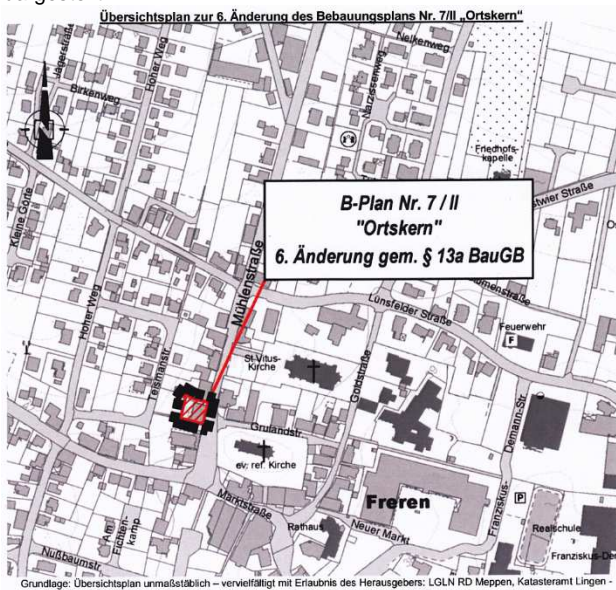 Übersichtsplan zur 6. Änderung des Bebauungsplans Nr. 7/II „Ortskern“
Jägerstraße
Hoher Weg
Birkenweg
Nelkenweg
Narzissenweg
N
Friedhofs-
kapelle
Kleine Görte
B-Plan Nr. 7 / II
"Ortskern"
6. Änderung gem. § 13a BauGB
Mühlenstraße
Lünsfelder Straße
Feuerwehr
F
Hoher Weg
St.Vitus-
Kirche
Goldstraße
Grulandstr
ev. ref. Kirche
Franziskus-
Demann-Str
Marktstraße
Freren
Rathaus
Neuer Markt
P
Realschule
Am
Fichten-
kamp
Nußbaumstr
Grundlage: Übersichtsplan unmaßstäblich – vervielfältigt mit Erlaubnis des Herausgebers: LGLN RD Meppen, Katasteramt Lingen -